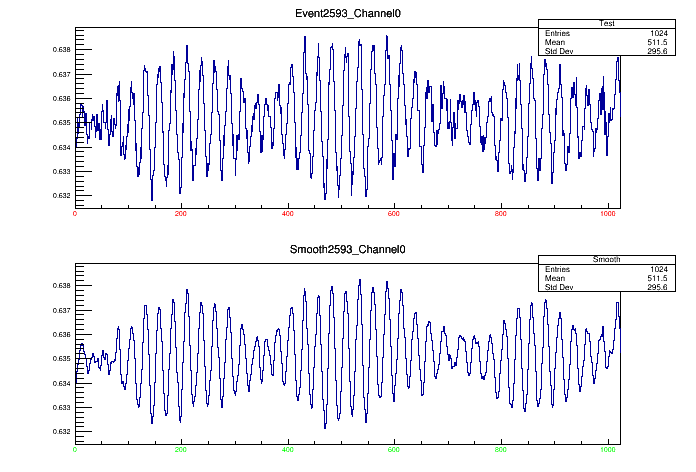 Event2593_Channel0
Test
Entries 1024
Mean 511.5
Std Dev 295.6
0.638
0.637
0.636
0.635
0.634
0.633
0.632
0 200 400 600 800 1000
Smooth2593_Channel0
Smooth
Entries 1024
Mean 511.5
Std Dev 295.6
0.638
0.637
0.636
0.635
0.634
0.633
0.632
0 200 400 600 800 1000